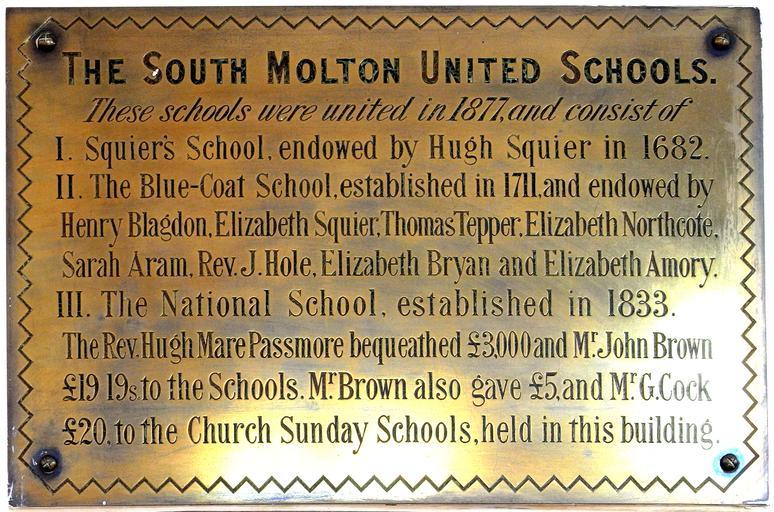 THE SOUTH MOLTON UNITED SCHOOLS.
These schools were united in 1877, and consist of
I. Squier's School, endowed by Hugh Squier in 1682.
II. The Blue-Coat School, established in 1711, and endowed by
Henry Blagdon, Elizabeth Squier, Thomas Tepper, Elizabeth Northcote,
Sarah Aram, Rev. J. Hole, Elizabeth Bryan and Elizabeth Amory.
III. The National School, established in 1833.
The Rev. Hugh Mare Passmore bequeathed £3,000 and Mr. John Brown
£19 19s. to the Schools. Mr. Brown also gave £5, and Mr. G. Cock
£20, to the Church Sunday Schools, held in this building.